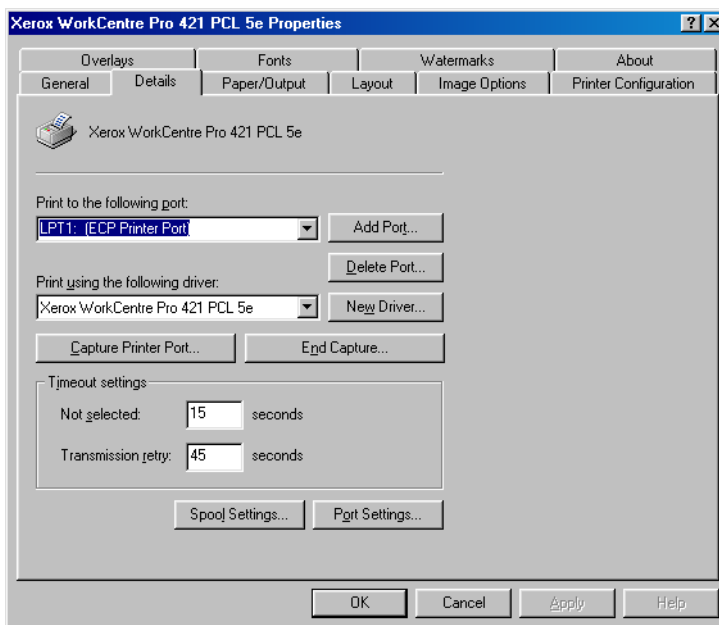 Xerox WorkCentre Pro 421 PCL 5e Properties
Overlays Fonts Watermarks About
General Details Paper/Output Layout Image Options Printer Configuration
Xerox WorkCentre Pro 421 PCL 5e
Print to the following port:
LPT1: (ECP Printer Port) Add Port...
Delete Port...
Print using the following driver:
Xerox WorkCentre Pro 421 PCL 5e New Driver...
Capture Printer Port... End Capture...
Timeout settings
Not selected: 15 seconds
Transmission retry: 45 seconds
Spool Settings... Port Settings...
OK Cancel Apply Help